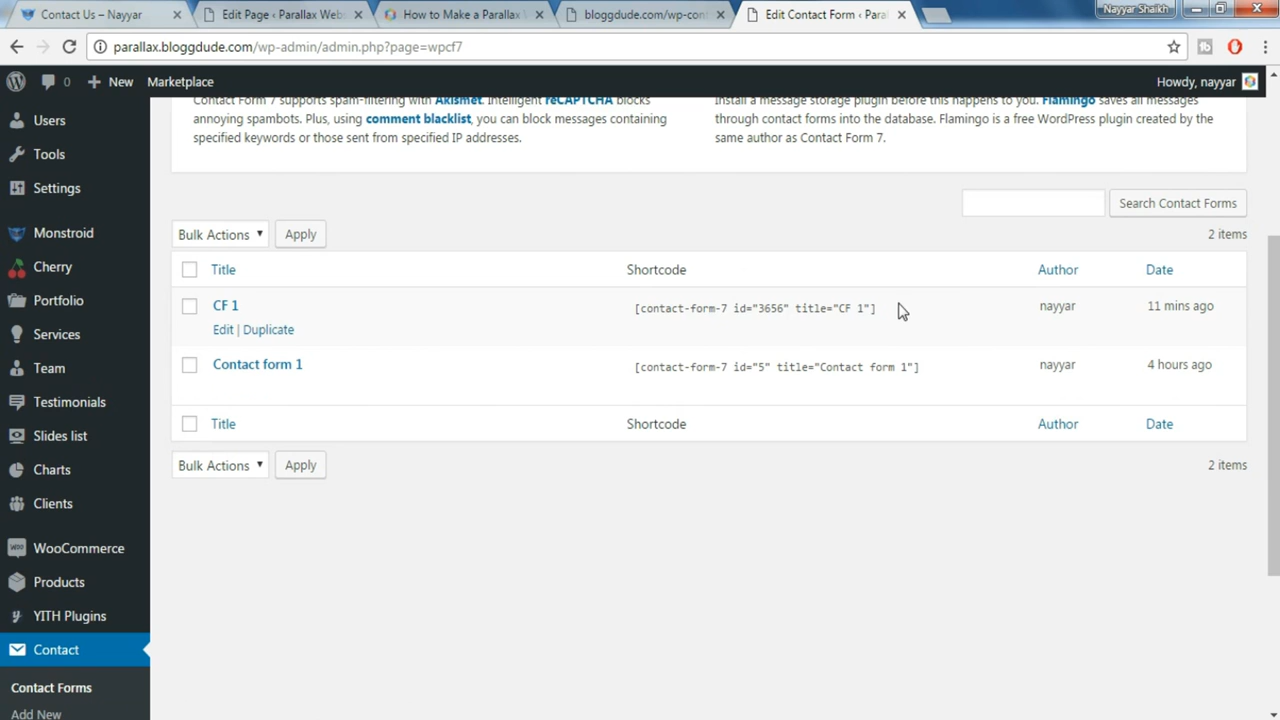 Contact Us – Nayyar
Edit Page ‹ Parallax Webs
How to Make a Parallax
bloggdude.com/wp-cont
Edit Contact Form ‹ Para
Nayyar Shaikh
parallax.bloggdude.com/wp-admin/admin.php?page=wpcf7
0
New
Marketplace
Howdy, nayyar
Users
Tools
Settings
Monstroid
Cherry
Portfolio
Services
Team
Testimonials
Slides list
Charts
Clients
WooCommerce
Products
YITH Plugins
Contact
Contact Forms
Add New
Contact Form 7 supports spam-filtering with Akismet. Intelligent reCAPTCHA blocks
annoying spambots. Plus, using comment blacklist, you can block messages containing
specified keywords or those sent from specified IP addresses.
Install a message storage plugin before this happens to you. Flamingo saves all messages
through contact forms into the database. Flamingo is a free WordPress plugin created by the
same author as Contact Form 7.
Search Contact Forms
Bulk Actions
Apply
2 items
Title Shortcode Author Date
CF 1 [contact-form-7 id="3656" title="CF 1"] nayyar 11 mins ago
Edit | Duplicate
Contact form 1 [contact-form-7 id="5" title="Contact form 1"] nayyar 4 hours ago
Title Shortcode Author Date
Bulk Actions
Apply
2 items